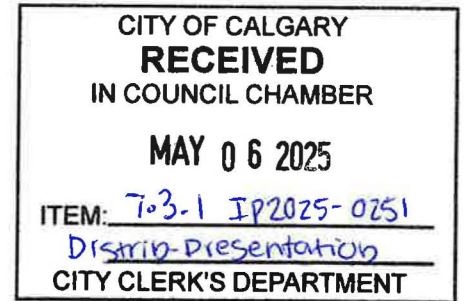 CITY OF CALGARY
RECEIVED
IN COUNCIL CHAMBER
MAY 06 2025
ITEM: 7.3.1 IP2025-0251
Distrib-Presentation
CITY CLERK'S DEPARTMENT